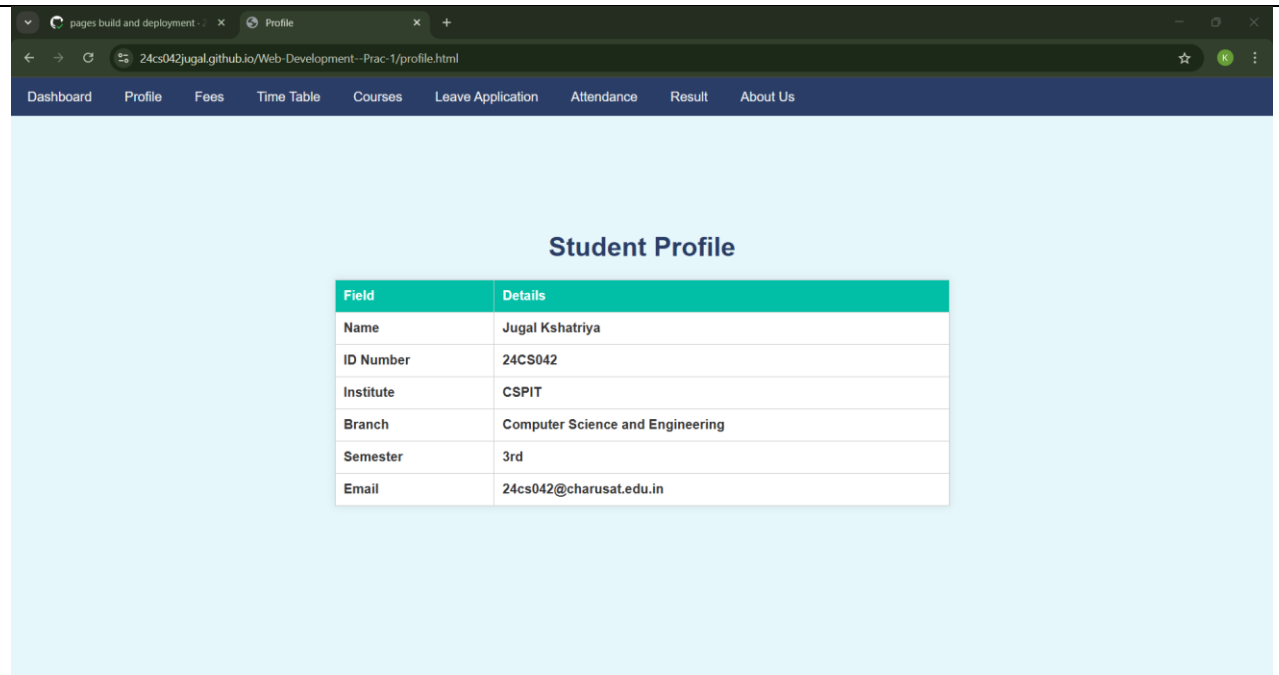 pages build and deployment · 2
Profile
24cs042jugal.github.io/Web-Development--Prac-1/profile.html
K
Dashboard Profile Fees Time Table Courses Leave Application Attendance Result About Us
Student Profile
Field Details
Name Jugal Kshatriya
ID Number 24CS042
Institute CSPIT
Branch Computer Science and Engineering
Semester 3rd
Email 24cs042@charusat.edu.in